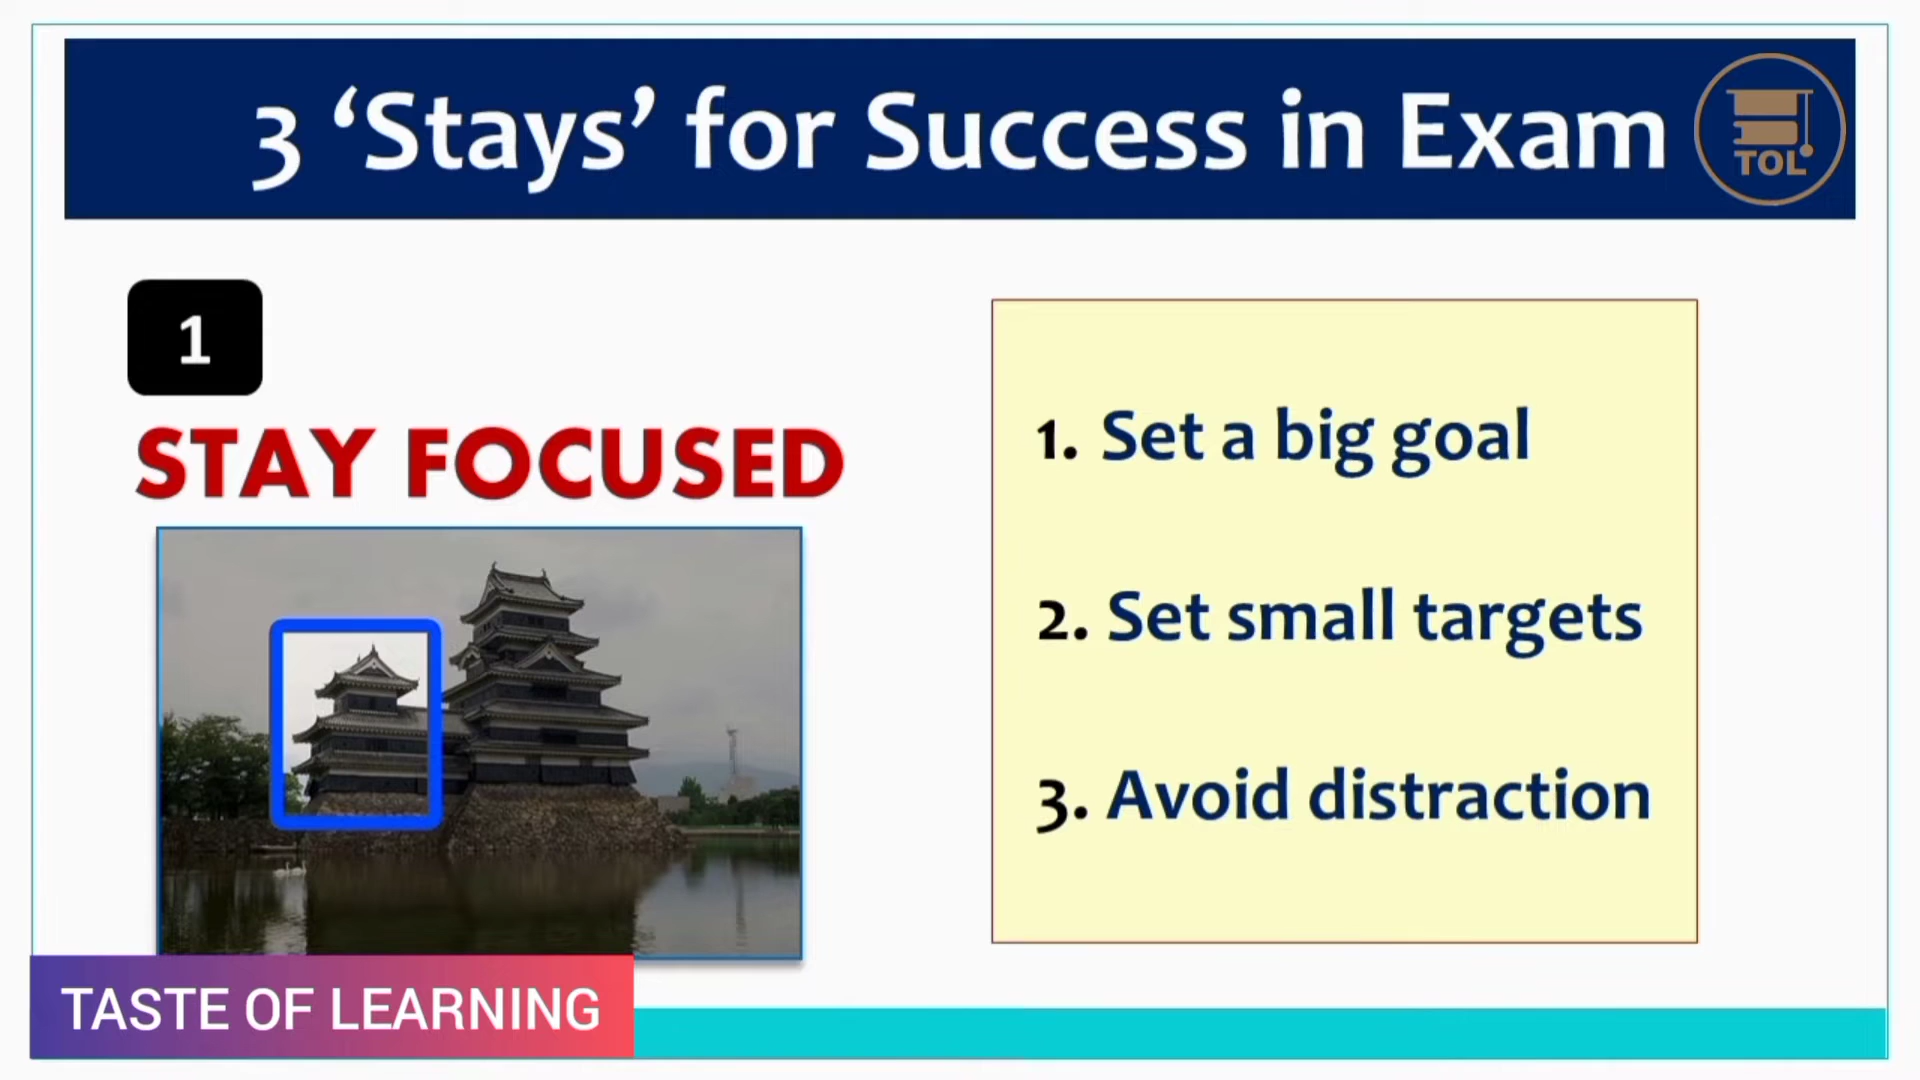 3 ‘Stays’ for Success in Exam
TOL
1
STAY FOCUSED
1. Set a big goal
2. Set small targets
3. Avoid distraction
TASTE OF LEARNING